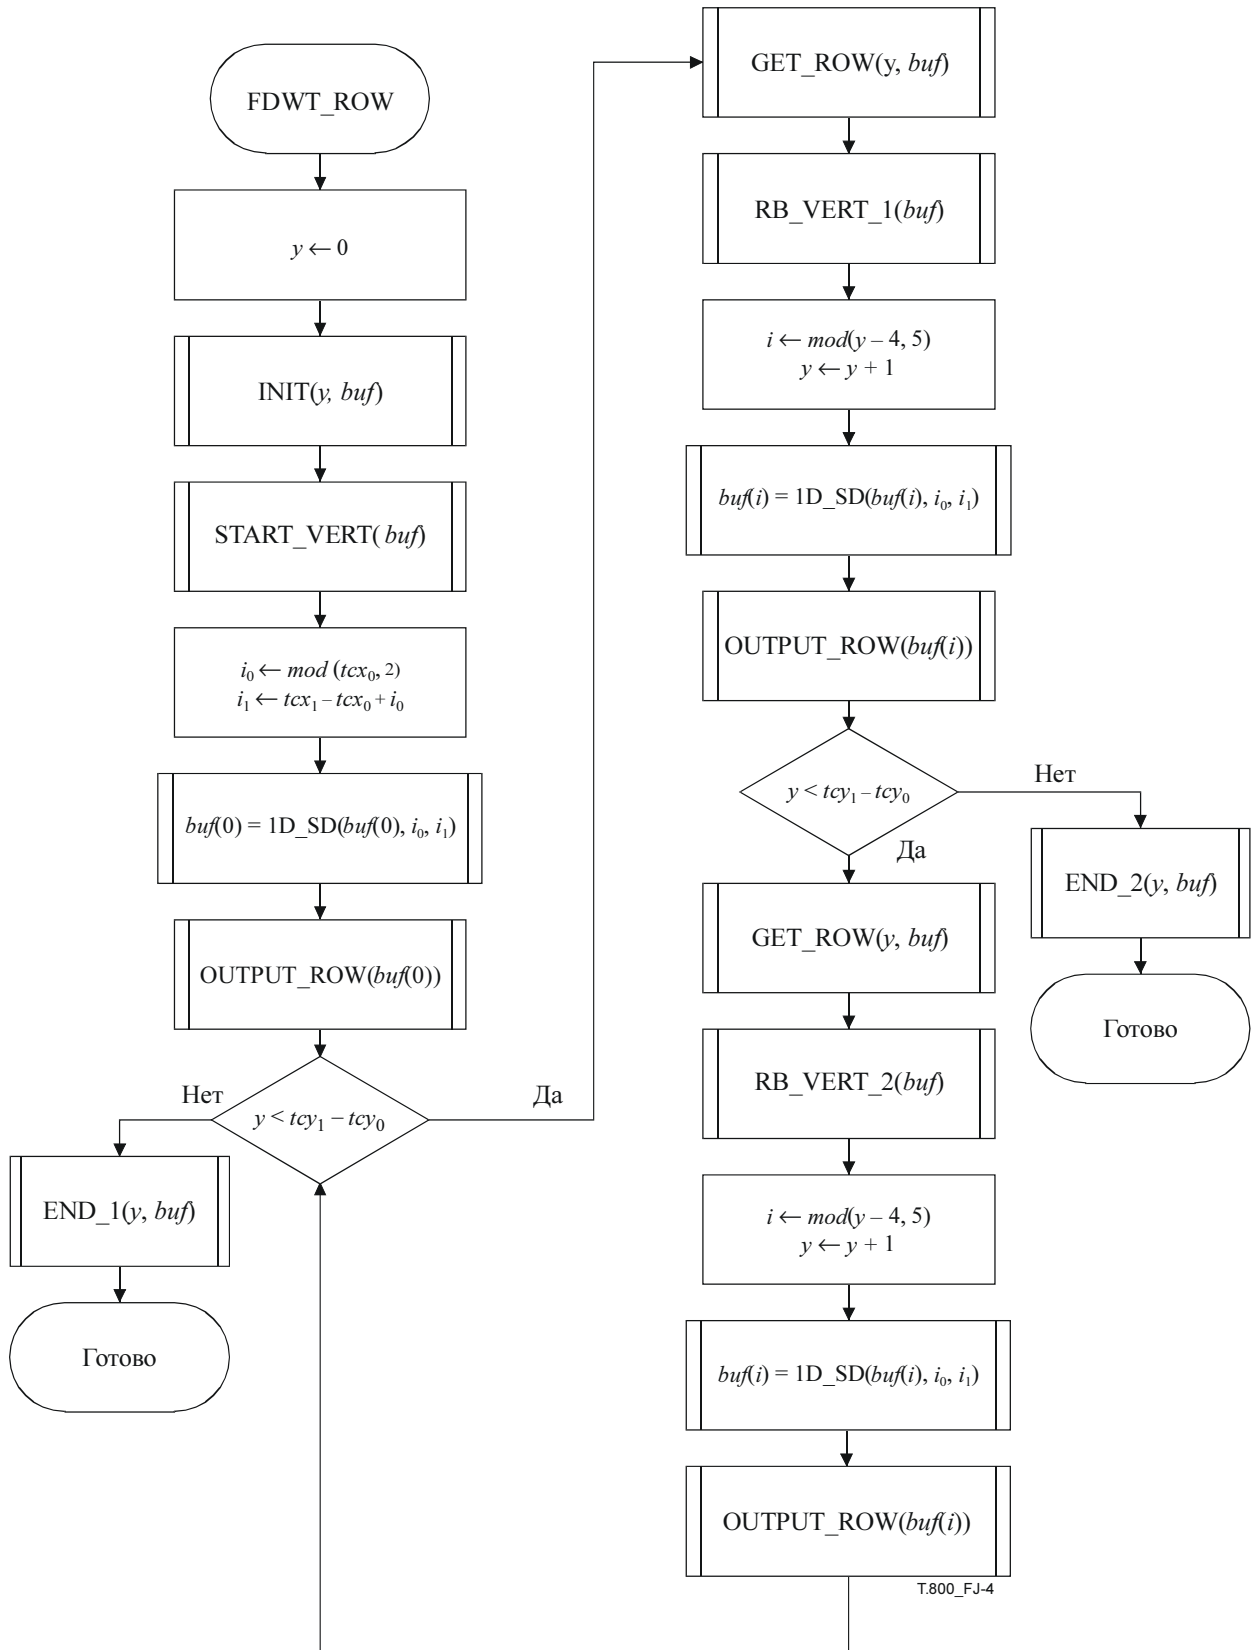 FDWT_ROW
y ← 0
INIT(y, buf)
START_VERT( buf)
i₀ ← mod (tcx₀, 2)
i₁ ← tcx₁ – tcx₀ + i₀
buf(0) = 1D_SD(buf(0), i₀, i₁)
OUTPUT_ROW(buf(0))
y < tcy₁ – tcy₀
Нет
Да
END_1(y, buf)
Готово
GET_ROW(y, buf)
RB_VERT_1(buf)
i ← mod(y – 4, 5)
y ← y + 1
buf(i) = 1D_SD(buf(i), i₀, i₁)
OUTPUT_ROW(buf(i))
y < tcy₁ – tcy₀
Нет
Да
END_2(y, buf)
Готово
GET_ROW(y, buf)
RB_VERT_2(buf)
i ← mod(y – 4, 5)
y ← y + 1
buf(i) = 1D_SD(buf(i), i₀, i₁)
OUTPUT_ROW(buf(i))
T.800_FJ-4